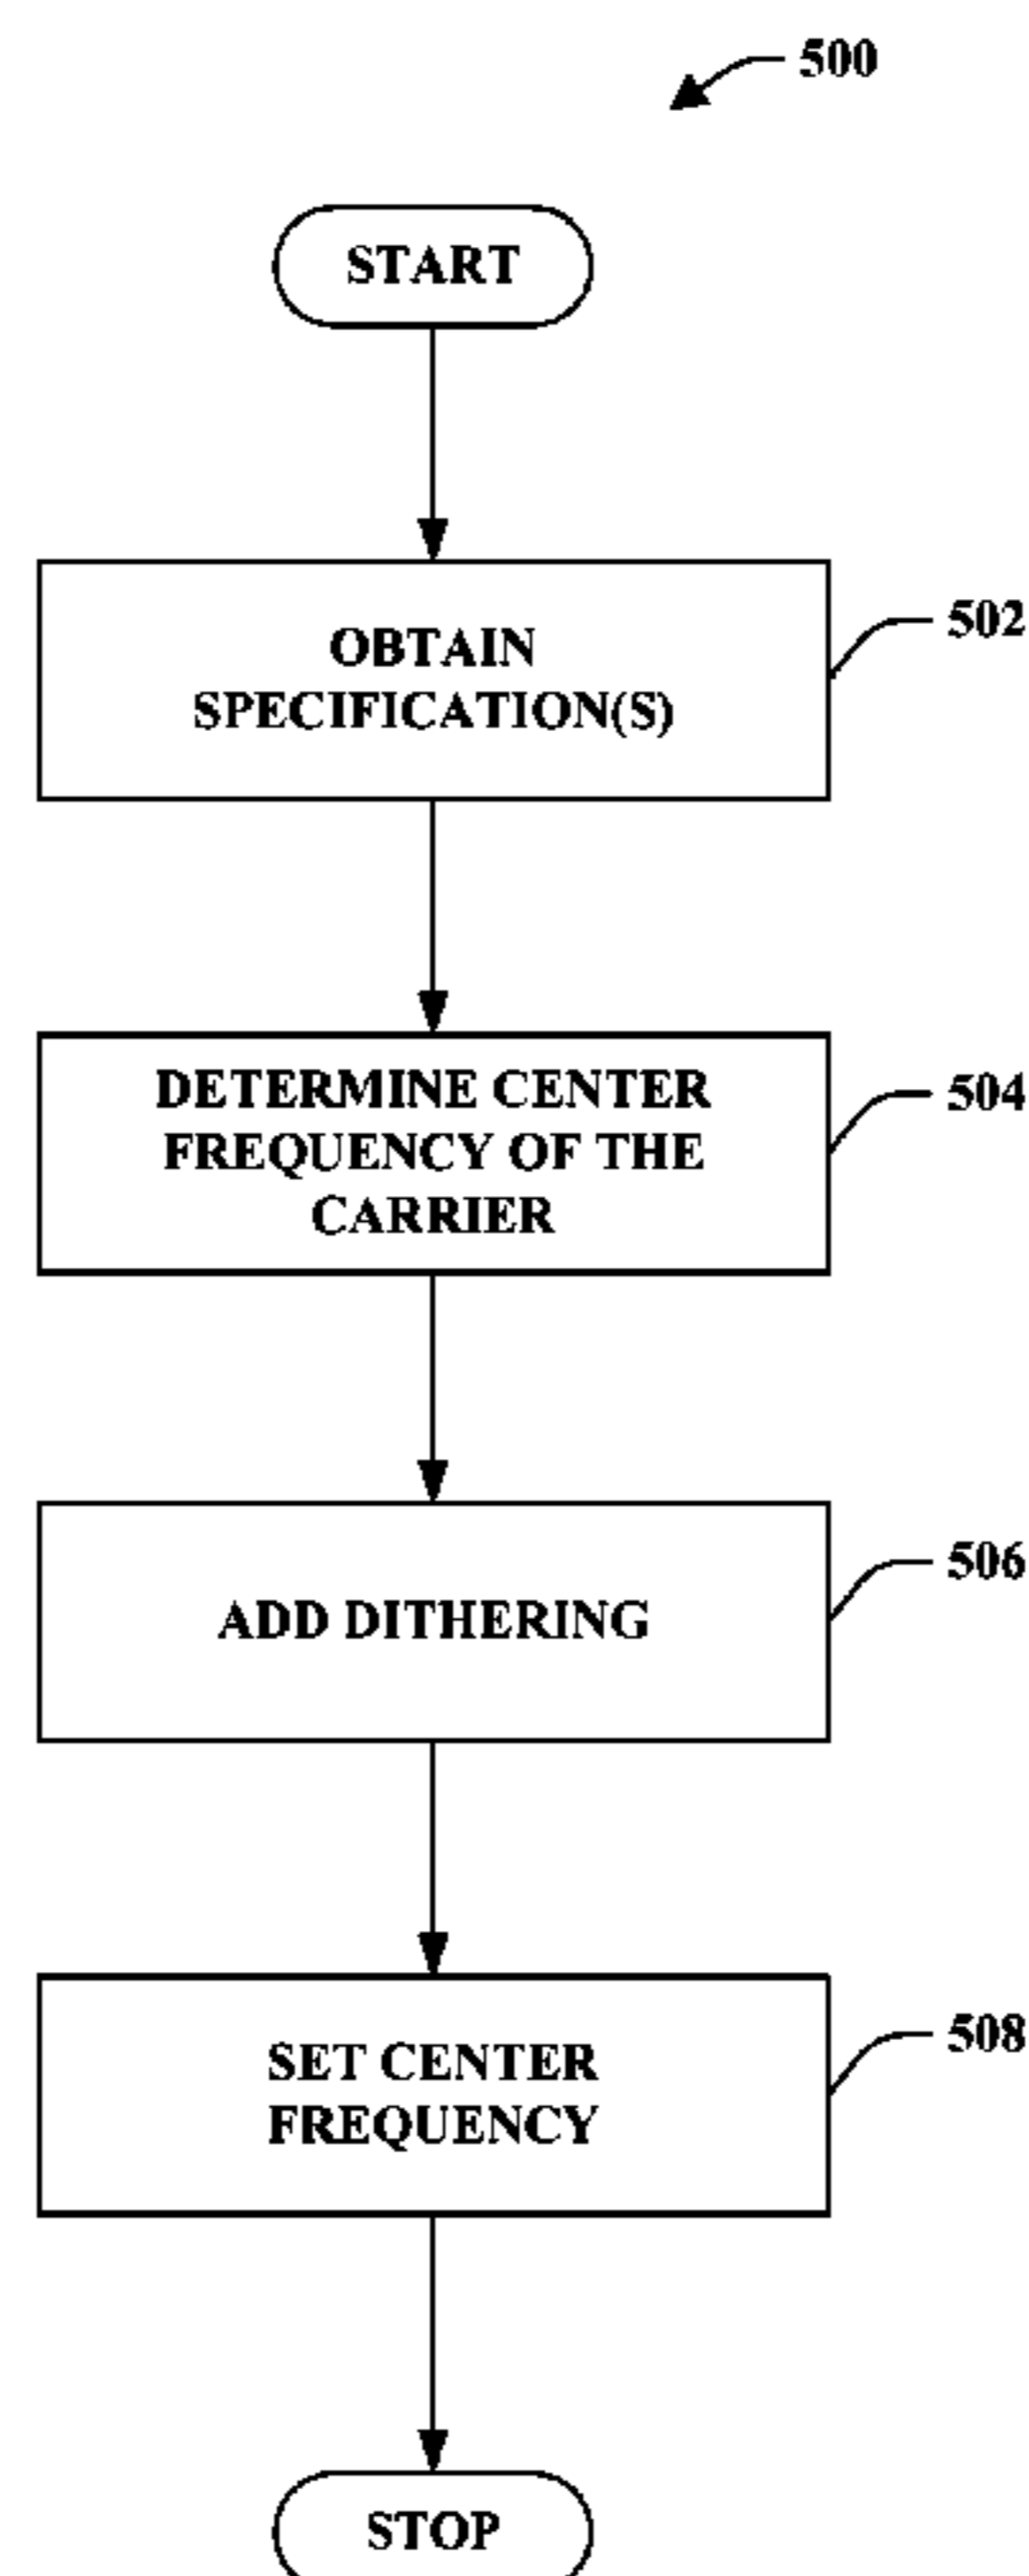 500
START
OBTAIN
SPECIFICATION(S)
502
DETERMINE CENTER
FREQUENCY OF THE
CARRIER
504
ADD DITHERING
506
SET CENTER
FREQUENCY
508
STOP